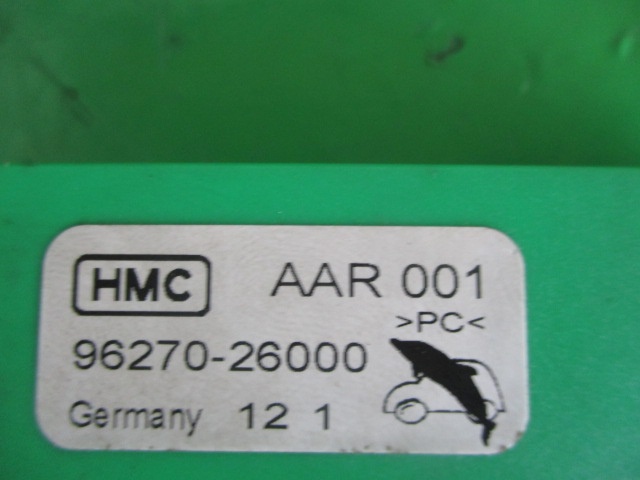 HMC AAR 001
>PC<
96270-26000
Germany 12 1